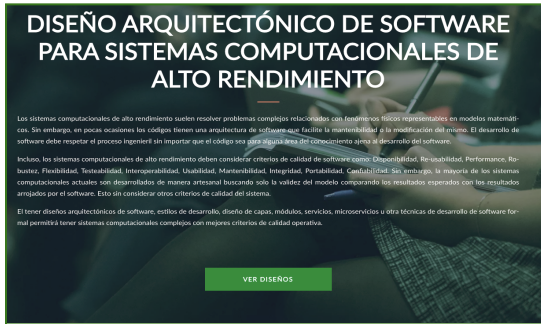 DISEÑO ARQUITECTÓNICO DE SOFTWARE
PARA SISTEMAS COMPUTACIONALES DE
ALTO RENDIMIENTO
Los sistemas computacionales de alto rendimiento suelen resolver problemas complejos relacionados con fenómenos físicos representables en modelos matemáti-
cos. Sin embargo, en pocas ocasiones los códigos tienen una arquitectura de software que facilite la mantenibilidad o la modificación del mismo. El desarrollo de
software debe respetar el proceso ingenieril sin importar que el código sea para alguna área del conocimiento ajena al desarrollo del software.
Incluso, los sistemas computacionales de alto rendimiento deben considerar criterios de calidad de software como: Disponibilidad, Re-usabilidad, Performance, Ro-
bustez, Flexibilidad, Testeabilidad, Interoperabilidad, Usabilidad, Mantenibilidad, Integridad, Portabilidad, Confiabilidad. Sin embargo, la mayoría de los sistemas
computacionales actuales son desarrollados de manera artesanal buscando solo la validez del modelo comparando los resultados esperados con los resultados
arrojados por el software. Esto sin considerar otros criterios de calidad del sistema.
El tener diseños arquitectónicos de software, estilos de desarrollo, diseño de capas, módulos, servicios, microservicios u otra técnicas de desarrollo de software for-
mal permitirá tener sistemas computacionales complejos con mejores criterios de calidad operativa.
VER DISEÑOS